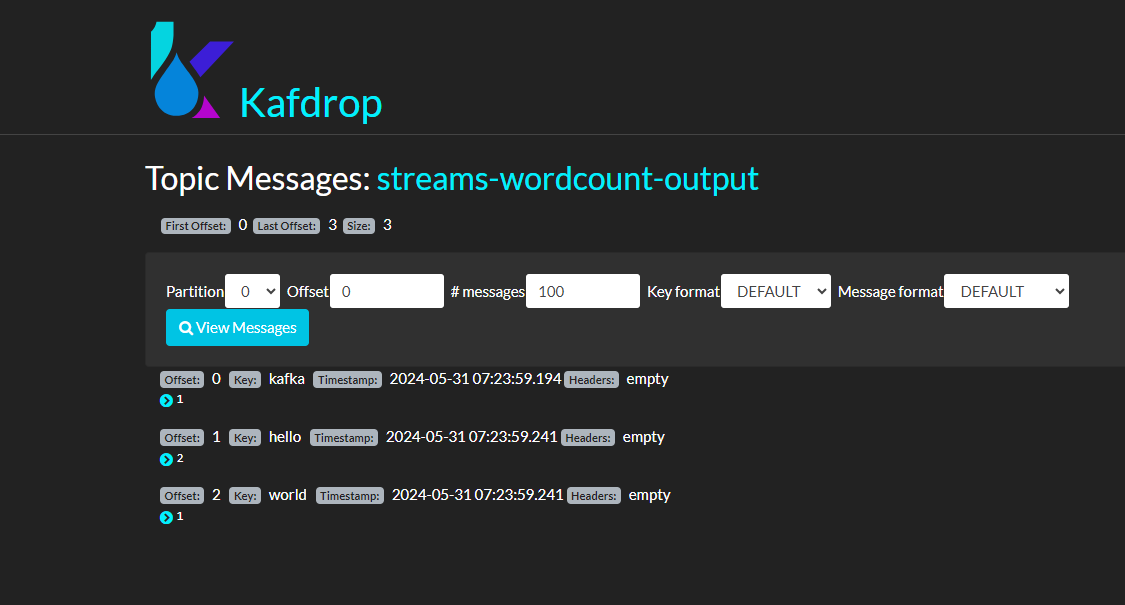 Kafdrop
Topic Messages: streams-wordcount-output
First Offset: 0 Last Offset: 3 Size: 3
Partition 0 Offset 0 # messages 100 Key format DEFAULT Message format DEFAULT
View Messages
Offset: 0 Key: kafka Timestamp: 2024-05-31 07:23:59.194 Headers: empty
1
Offset: 1 Key: hello Timestamp: 2024-05-31 07:23:59.241 Headers: empty
2
Offset: 2 Key: world Timestamp: 2024-05-31 07:23:59.241 Headers: empty
1